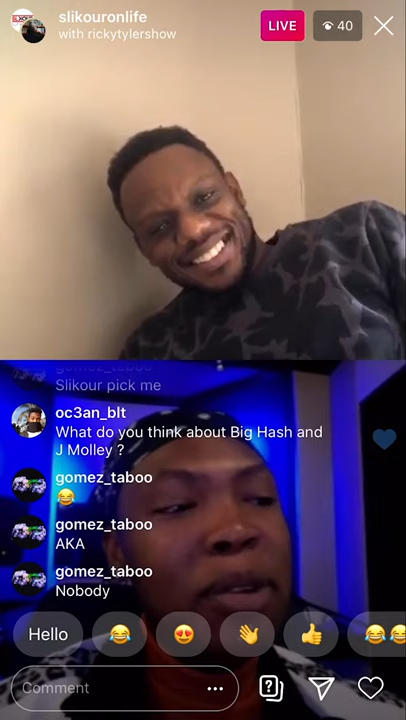 slikouronlife
with rickytylershow
LIVE
40
gomez_taboo
Slikour pick me
oc3an_blt
What do you think about Big Hash and
J Molley ?
gomez_taboo
😂
gomez_taboo
AKA
gomez_taboo
Nobody
Hello 😂 😍 👋 👍 😂😂
Comment